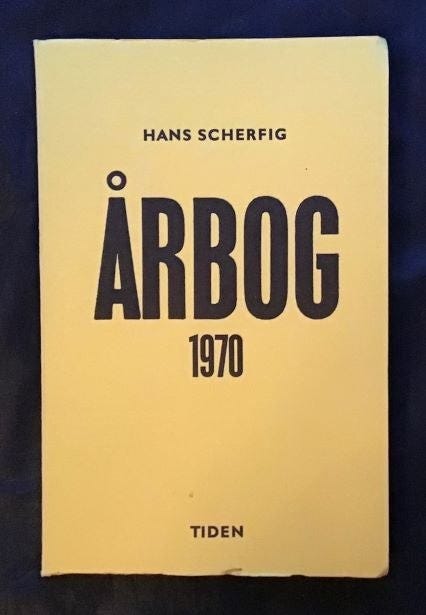 HANS SCHERFIG
ÅRBOG
1970
TIDEN